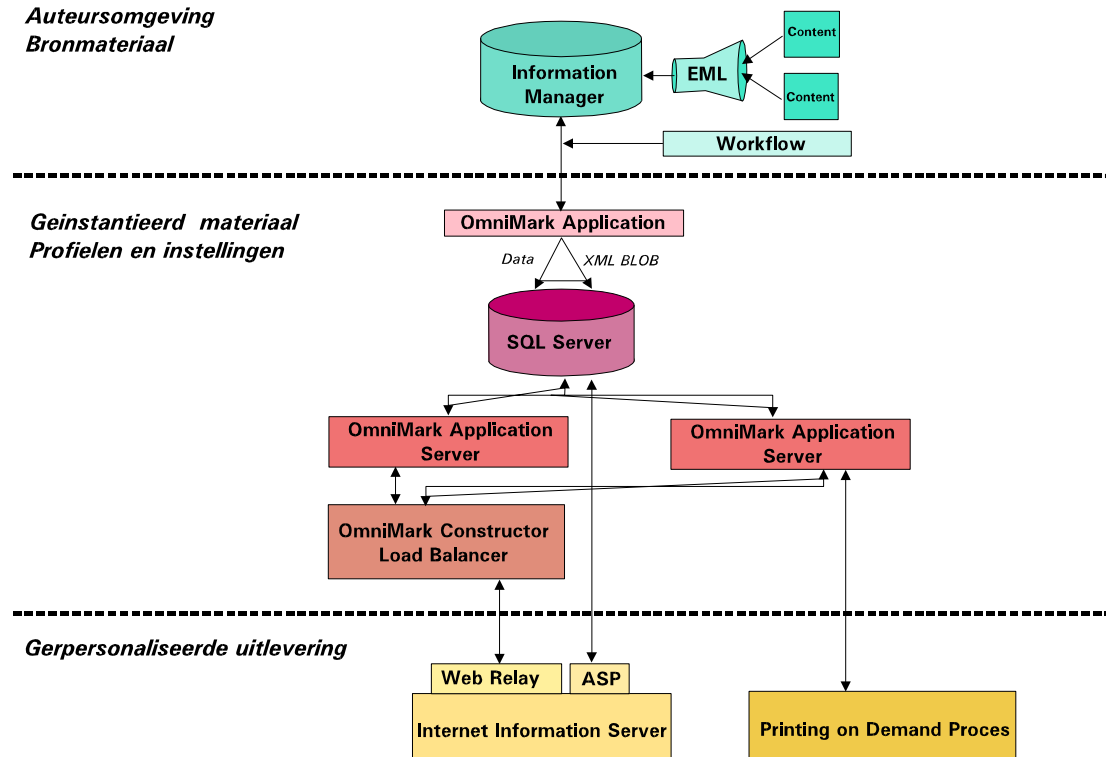 Auteursomgeving
Bronmateriaal
Content
Information
Manager
EML
Content
Workflow
Geinstantieerd materiaal
Profielen en instellingen
OmniMark Application
Data
XML BLOB
SQL Server
OmniMark Application
Server
OmniMark Application
Server
OmniMark Constructor
Load Balancer
Gerpersonaliseerde uitlevering
Web Relay
ASP
Internet Information Server
Printing on Demand Proces